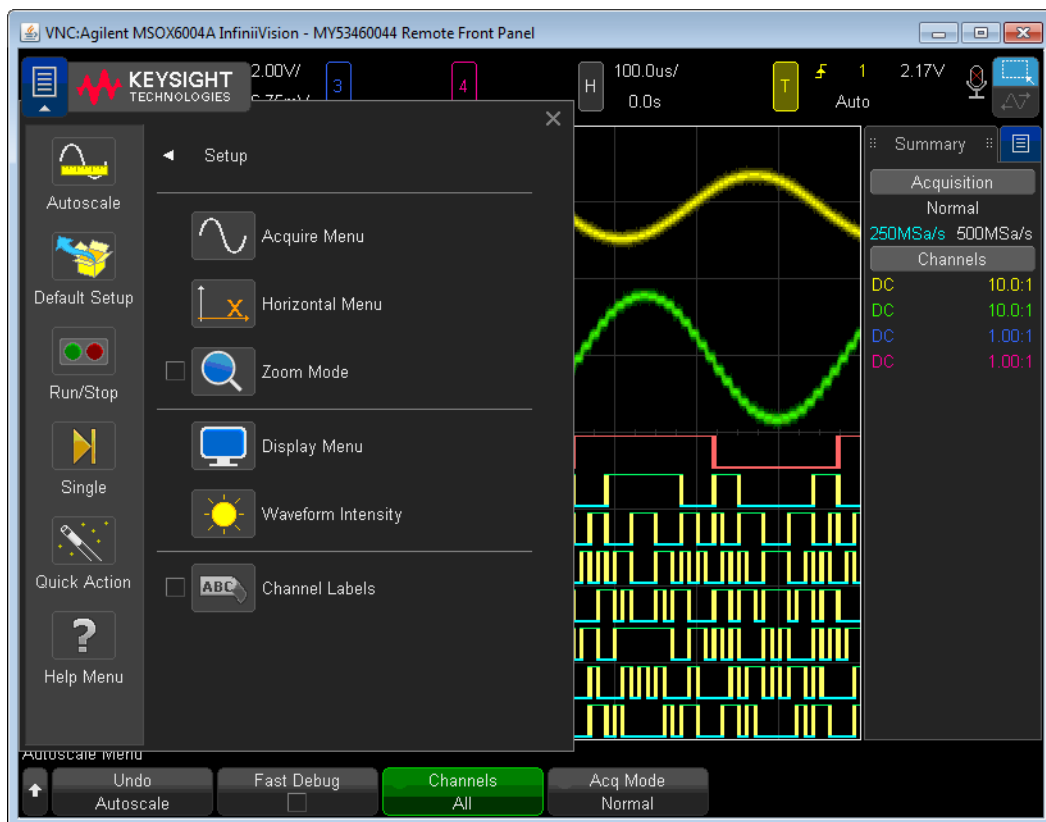 VNC:Agilent MSOX6004A InfiniiVision - MY53460044 Remote Front Panel
KEYSIGHT
TECHNOLOGIES
2.00V/
3
4
H
100.0us/
0.0s
T
1
2.17V
Auto
Setup
Autoscale
Default Setup
Run/Stop
Single
Quick Action
Help Menu
Acquire Menu
X
Horizontal Menu
Zoom Mode
Display Menu
Waveform Intensity
ABC
Channel Labels
Summary
Acquisition
Normal
250MSa/s 500MSa/s
Channels
DC 10.0:1
DC 10.0:1
DC 1.00:1
DC 1.00:1
Autoscale Menu
Undo
Autoscale
Fast Debug
Channels
All
Acq Mode
Normal